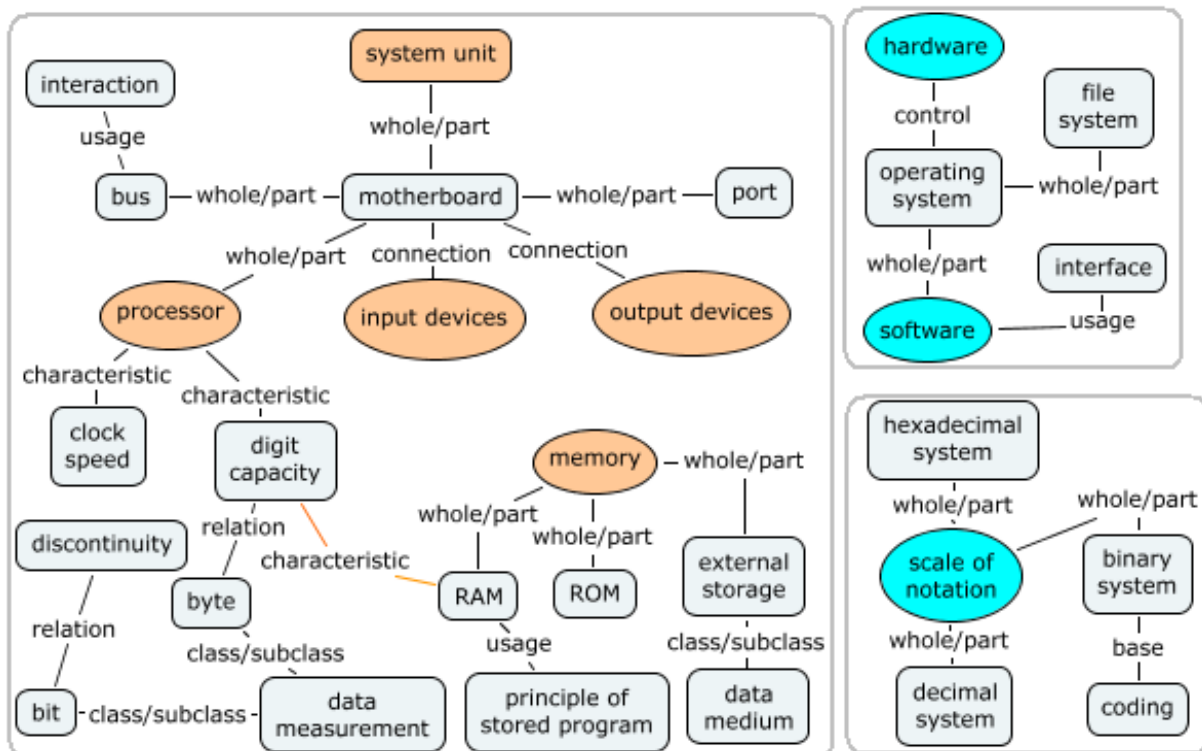 system unit
interaction
whole/part
usage
bus
whole/part
motherboard
whole/part
port
whole/part
connection
connection
processor
input devices
output devices
characteristic
characteristic
clock
speed
digit
capacity
memory
whole/part
whole/part
whole/part
relation
discontinuity
characteristic
external
storage
byte
RAM
ROM
relation
usage
class/subclass
class/subclass
bit
class/subclass
data
measurement
principle of
stored program
data
medium
hardware
file
system
control
operating
system
whole/part
whole/part
interface
software
usage
hexadecimal
system
whole/part
whole/part
scale of
notation
binary
system
whole/part
base
decimal
system
coding